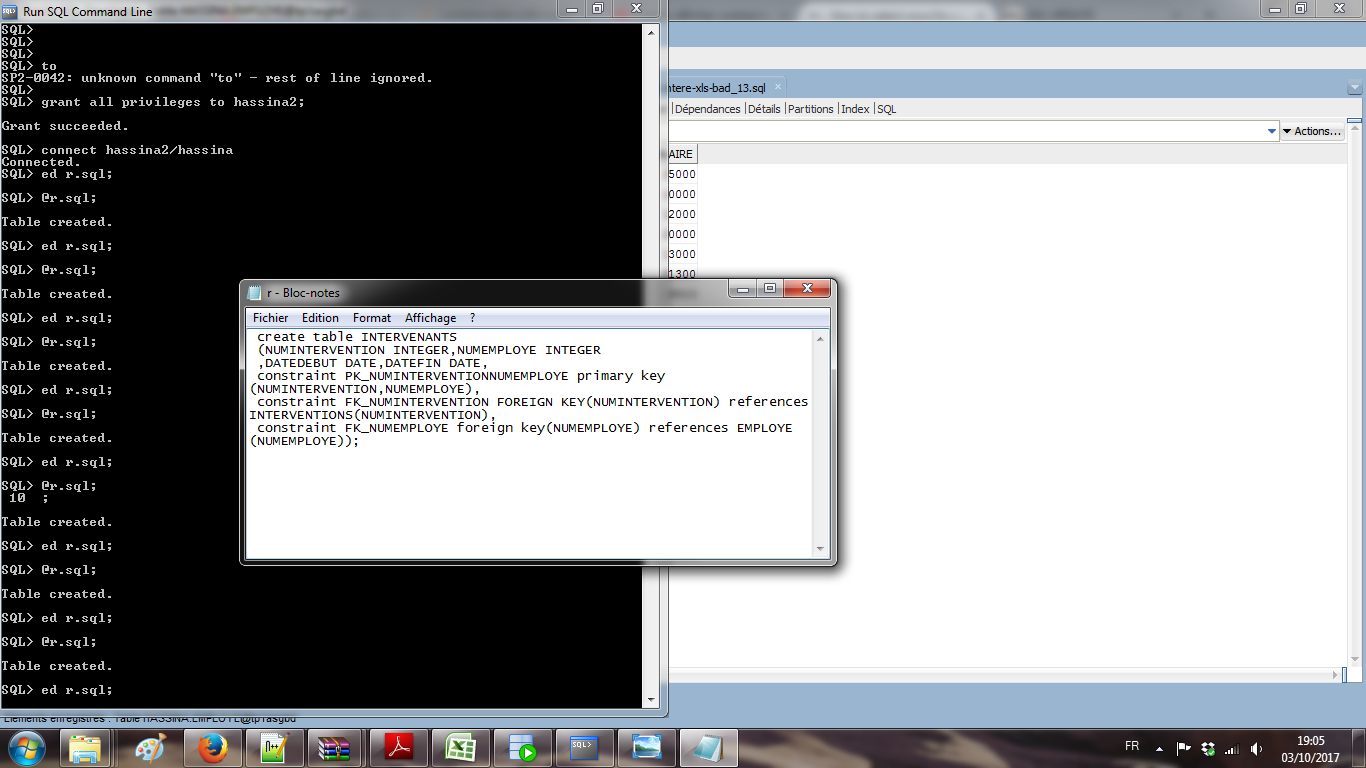 Run SQL Command Line
SQL>
SQL>
SQL>
SQL> to
SP2-0042: unknown command "to" - rest of line ignored.
SQL>
SQL> grant all privileges to hassina2;
Grant succeeded.
SQL> connect hassina2/hassina
Connected.
SQL> ed r.sql;
SQL> @r.sql;
Table created.
SQL> ed r.sql;
SQL> @r.sql;
Table created.
SQL> ed r.sql;
SQL> @r.sql;
Table created.
SQL> ed r.sql;
SQL> @r.sql;
Table created.
SQL> ed r.sql;
SQL> @r.sql;
10 ;
Table created.
SQL> ed r.sql;
SQL> @r.sql;
Table created.
SQL> ed r.sql;
SQL> @r.sql;
Table created.
SQL> ed r.sql;
ntere-xls-bad_13.sql
Dépendances Détails Partitions Index SQL
Actions...
AIRE
5000
0000
2000
0000
3000
1300
r - Bloc-notes
Fichier Edition Format Affichage ?
create table INTERVENANTS
(NUMINTERVENTION INTEGER,NUMEMPLOYE INTEGER
,DATEDEBUT DATE,DATEFIN DATE,
constraint PK_NUMINTERVENTIONNUMEMPLOYE primary key
(NUMINTERVENTION,NUMEMPLOYE),
constraint FK_NUMINTERVENTION FOREIGN KEY(NUMINTERVENTION) references
INTERVENTIONS(NUMINTERVENTION),
constraint FK_NUMEMPLOYE foreign key(NUMEMPLOYE) references EMPLOYE
(NUMEMPLOYE));
Eléments enregistrés : Table HASSINA.EMPLOYE@tp1asgbd
SQL>
FR
19:05
03/10/2017